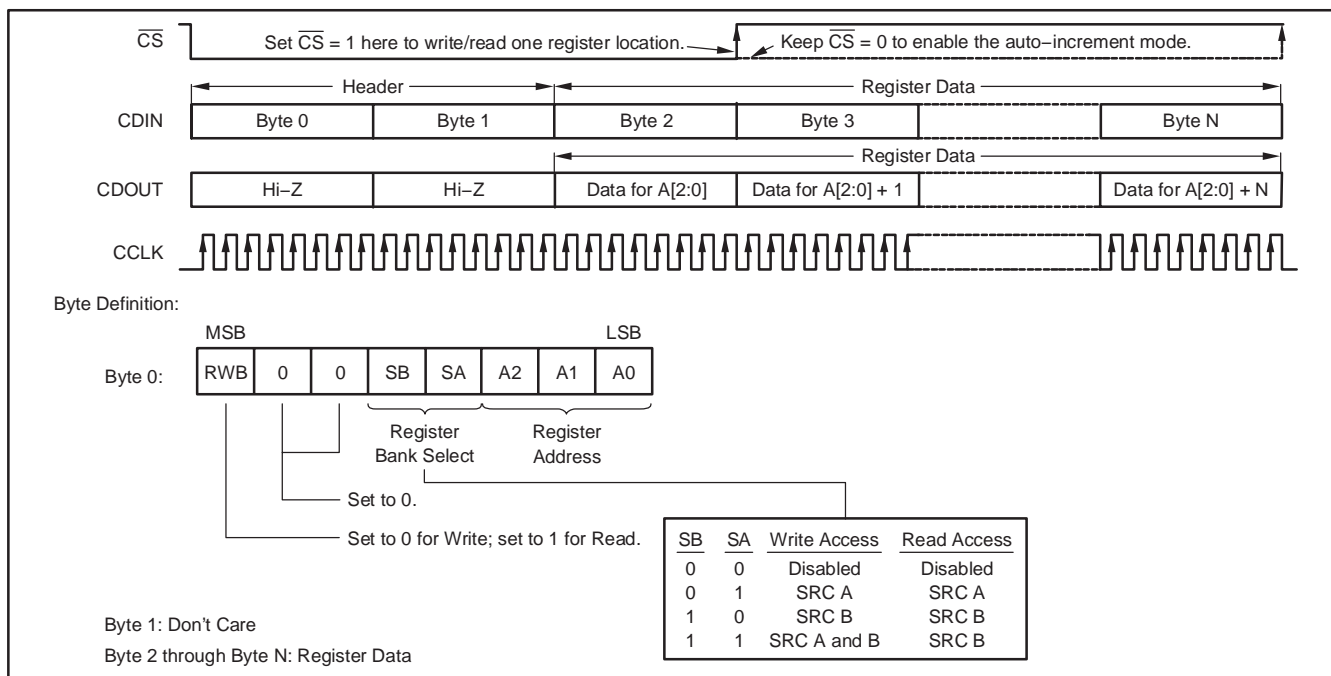 CS Set CS = 1 here to write/read one register location. Keep CS = 0 to enable the auto−increment mode.
Header Register Data
CDIN Byte 0 Byte 1 Byte 2 Byte 3 Byte N
Register Data
CDOUT Hi−Z Hi−Z Data for A[2:0] Data for A[2:0] + 1 Data for A[2:0] + N
CCLK
Byte Definition:
MSB LSB
Byte 0: RWB 0 0 SB SA A2 A1 A0
Register Bank Select
Register Address
Set to 0.
Set to 0 for Write; set to 1 for Read.
SB SA Write Access Read Access
0 0 Disabled Disabled
0 1 SRC A SRC A
1 0 SRC B SRC B
1 1 SRC A and B SRC B
Byte 1: Don't Care
Byte 2 through Byte N: Register Data